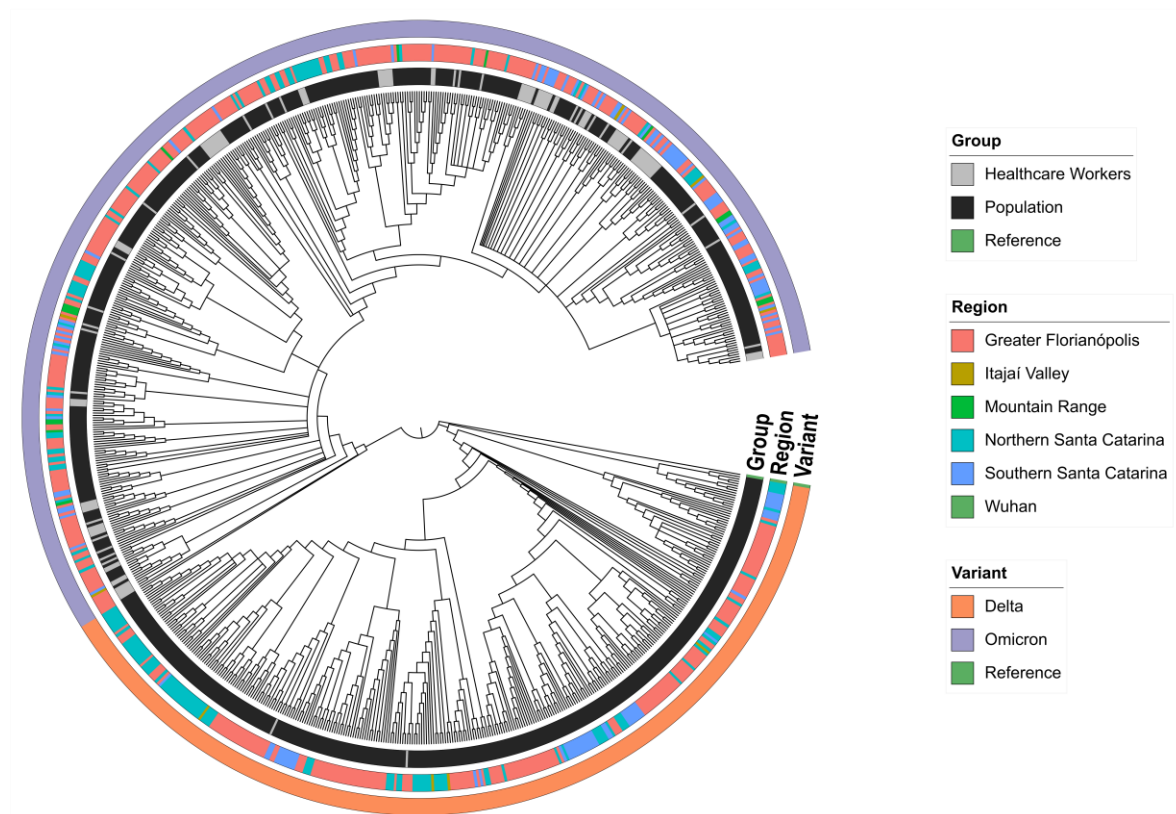 Group
Region
Variant
Group
Healthcare Workers
Population
Reference
Region
Greater Florianópolis
Itajaí Valley
Mountain Range
Northern Santa Catarina
Southern Santa Catarina
Wuhan
Variant
Delta
Omicron
Reference